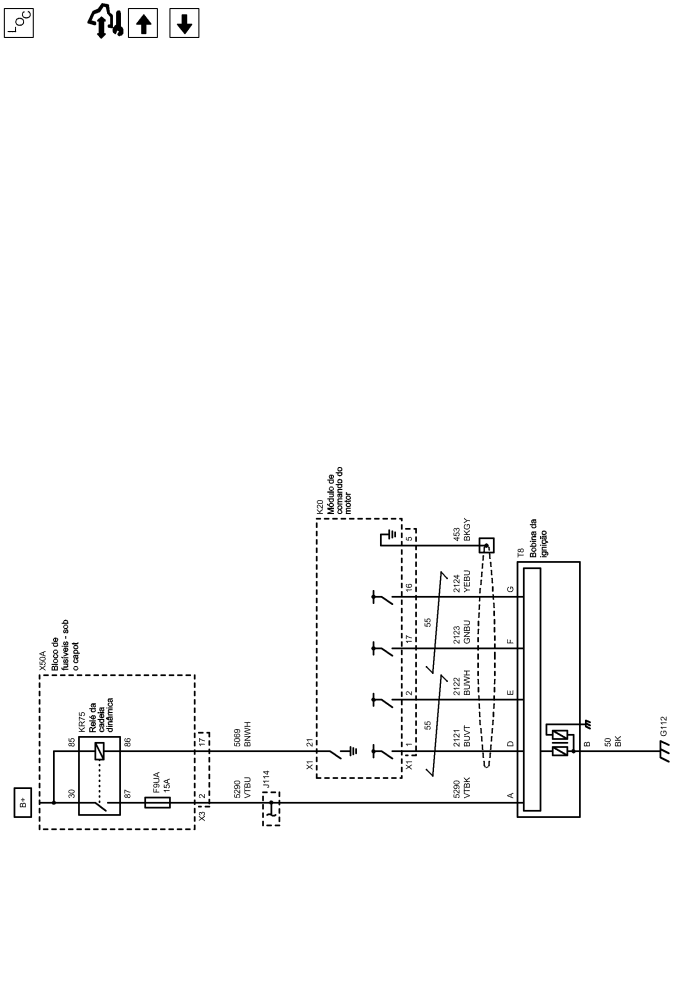 LOC
B+
X50A
Bloco de
fusíveis - sob
o capot
KR75
Relé da
cadeia
dinâmica
30
85
87
86
F9UA
15A
X3
2
17
5290
VTBU
5069
BNWH
J114
K20
Módulo de
comando do
motor
X1
21
X1
1
2
17
16
5
55
55
5290
VTBK
2121
BUVT
2122
BUWH
2123
GNBU
2124
YEBU
453
BKGY
A
D
E
F
G
T8
Bobina da
ignição
B
50
BK
G112